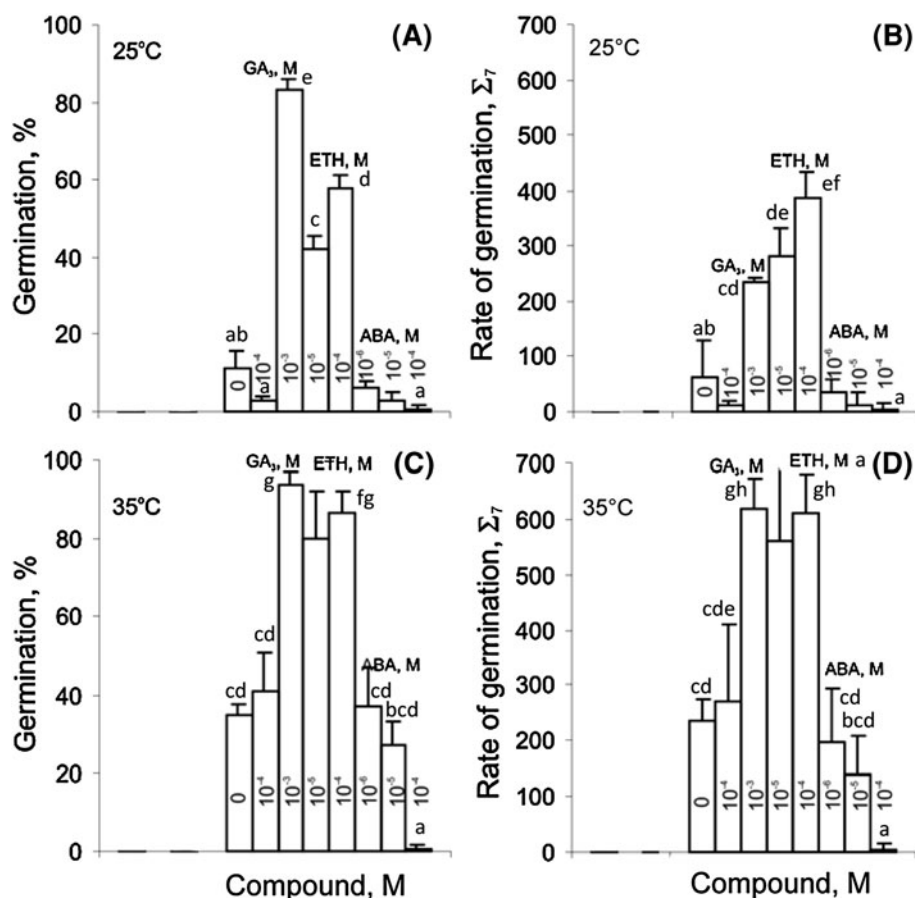 (A)
25°C
Germination, %
100
80
60
40
20
0
GA₃, M
e
ETH, M
d
c
ab
a
ABA, M
a
0
10⁻⁴
10⁻³
10⁻⁵
10⁻⁴
10⁻⁶
10⁻⁵
10⁻⁴
(B)
25°C
Rate of germination, Σ₇
700
600
500
400
300
200
100
0
ETH, M
ef
de
GA₃, M
cd
ab
ABA, M
a
0
10⁻⁴
10⁻³
10⁻⁵
10⁻⁴
10⁻⁶
10⁻⁵
10⁻⁴
(C)
35°C
Germination, %
100
80
60
40
20
0
GA₃, M
g
ETH, M
fg
cd
cd
ABA, M
cd
bcd
a
0
10⁻⁴
10⁻³
10⁻⁵
10⁻⁴
10⁻⁶
10⁻⁵
10⁻⁴
Compound, M
(D)
35°C
Rate of germination, Σ₇
700
600
500
400
300
200
100
0
GA₃, M
gh
ETH, M a
gh
cde
cd
ABA, M
cd
bcd
a
0
10⁻⁴
10⁻³
10⁻⁵
10⁻⁴
10⁻⁶
10⁻⁵
10⁻⁴
Compound, M